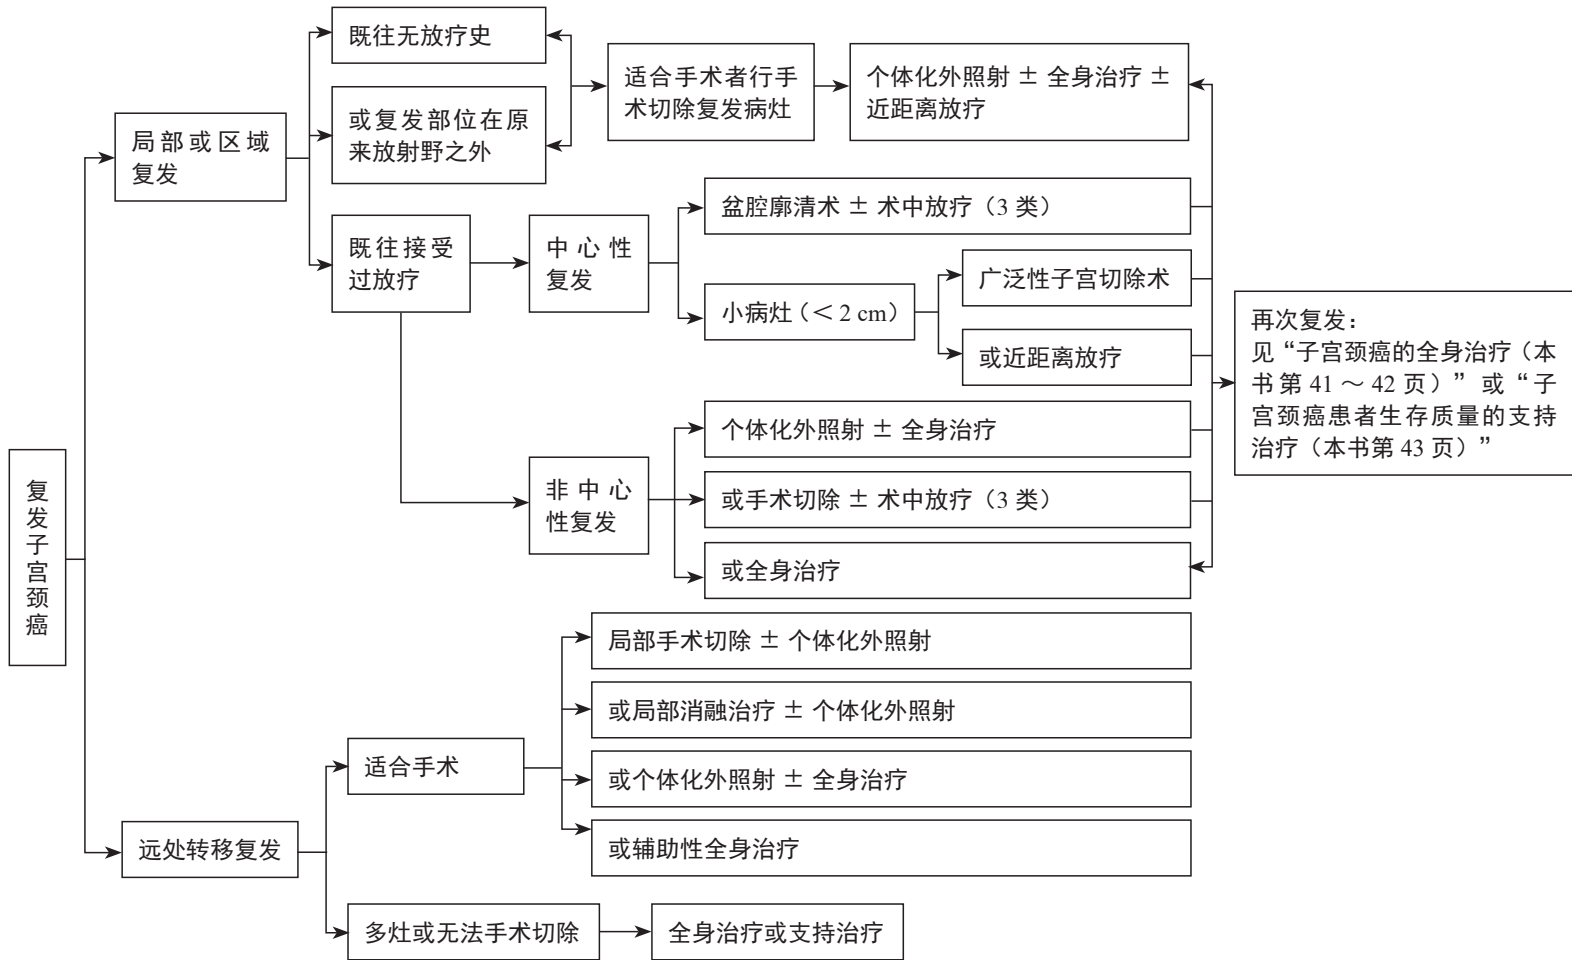 既往无放疗史
适合手术者行手
术切除复发病灶
个体化外照射 ± 全身治疗 ±
近距离放疗
或复发部位在原
来放射野之外
局部或区域
复发
盆腔廓清术 ± 术中放疗（3 类）
既往接受
过放疗
中心性
复发
小病灶（＜ 2 cm）
广泛性子宫切除术
或近距离放疗
再次复发：
见“子宫颈癌的全身治疗（本
书第 41～42 页）”或“子
宫颈癌患者生存质量的支持
治疗（本书第 43 页）”
个体化外照射 ± 全身治疗
非中心
性复发
或手术切除 ± 术中放疗（3 类）
或全身治疗
复
发
子
宫
颈
癌
局部手术切除 ± 个体化外照射
或局部消融治疗 ± 个体化外照射
适合手术
或个体化外照射 ± 全身治疗
或辅助性全身治疗
远处转移复发
多灶或无法手术切除
全身治疗或支持治疗